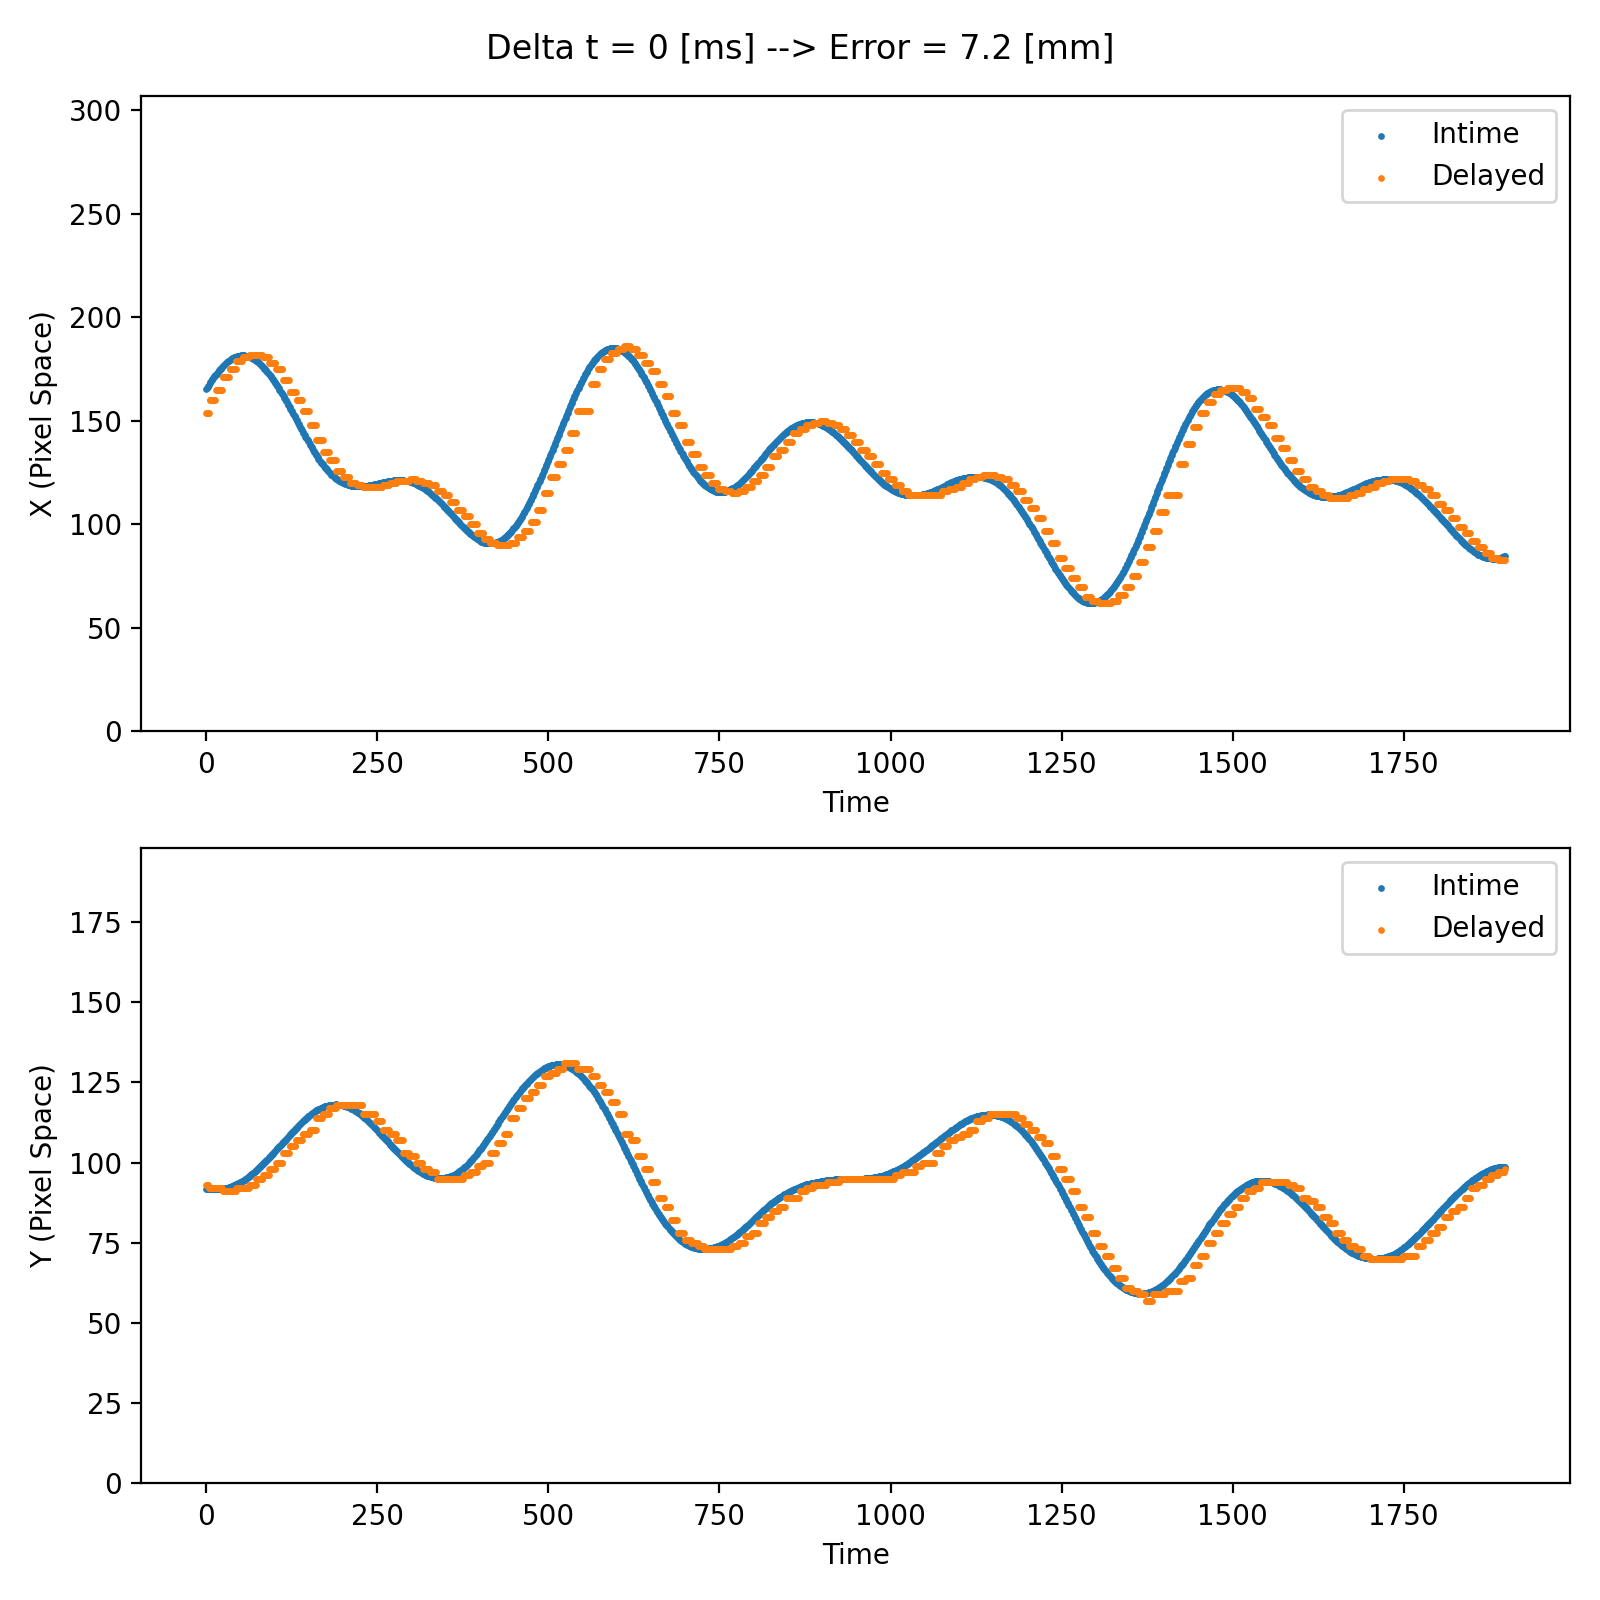 Delta t = 0 [ms] --> Error = 7.2 [mm]
300
250
200
150
100
50
0
X (Pixel Space)
Intime
Delayed
0 250 500 750 1000 1250 1500 1750
Time
175
150
125
100
75
50
25
0
Y (Pixel Space)
Intime
Delayed
0 250 500 750 1000 1250 1500 1750
Time